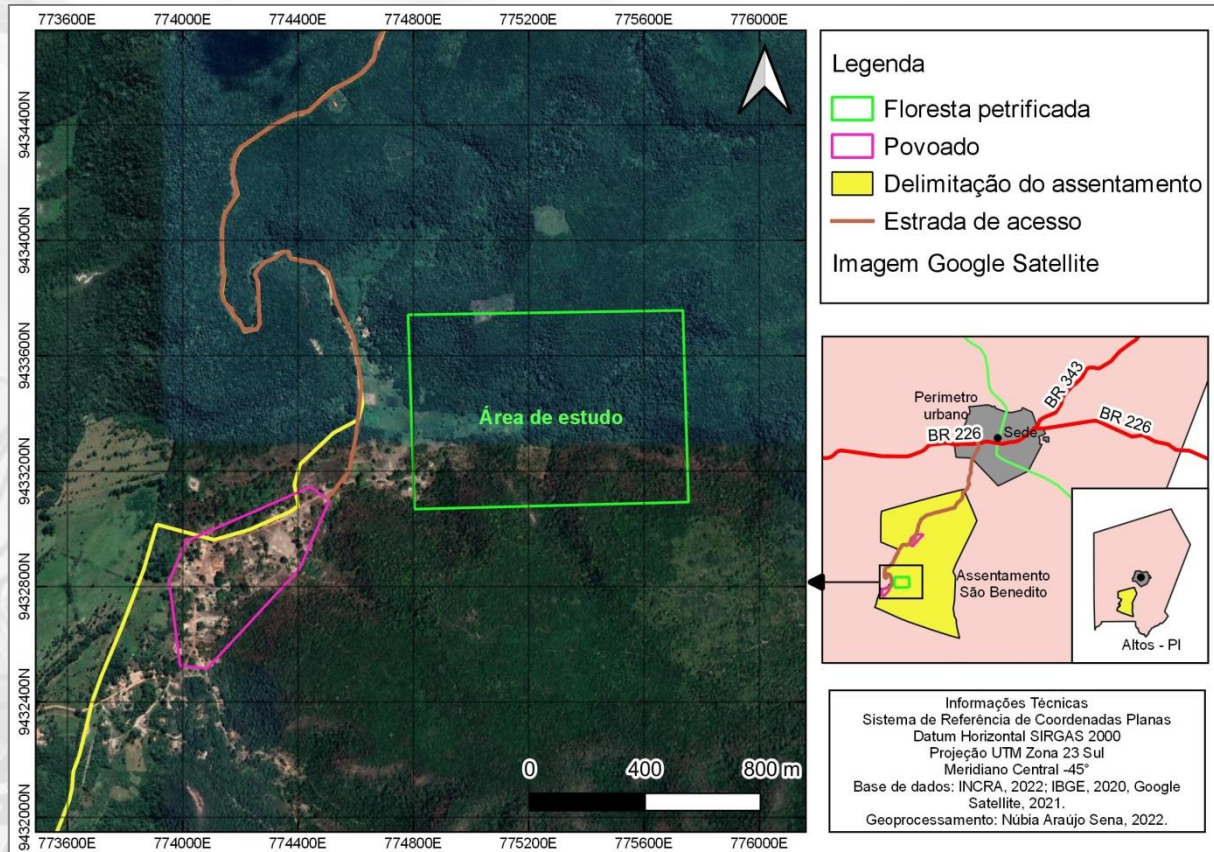 773600E 774000E 774400E 774800E 775200E 775600E 776000E
9434400N
9434000N
9433600N
9433200N
9432800N
9432400N
9432000N
Área de estudo
0 400 800 m
773600E 774000E 774400E 774800E 775200E 775600E 776000E
Legenda
Floresta petrificada
Povoado
Delimitação do assentamento
Estrada de acesso
Imagem Google Satellite
Perimetro
urbano
BR 343
BR 226
Sede
BR 226
Assentamento
São Benedito
Altos - PI
Informações Técnicas
Sistema de Referência de Coordenadas Planas
Datum Horizontal SIRGAS 2000
Projeção UTM Zona 23 Sul
Meridiano Central -45°
Base de dados: INCRA, 2022; IBGE, 2020, Google
Satellite, 2021.
Geoprocessamento: Núbia Araújo Sena, 2022.